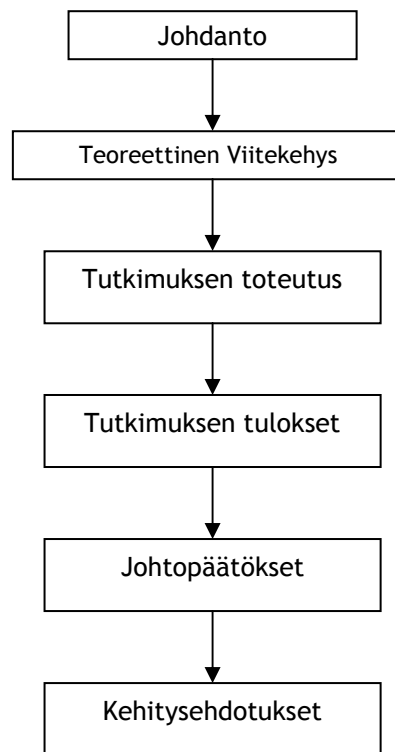 Johdanto
Teoreettinen Viitekehys
Tutkimuksen toteutus
Tutkimuksen tulokset
Johtopäätökset
Kehitysehdotukset